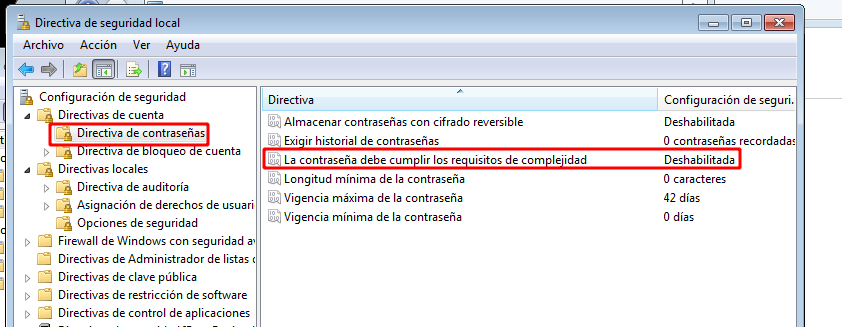 Directiva de seguridad local
Archivo Acción Ver Ayuda
Configuración de seguridad
Directivas de cuenta
Directiva de contraseñas
Directiva de bloqueo de cuenta
Directivas locales
Directiva de auditoría
Asignación de derechos de usuari
Opciones de seguridad
Firewall de Windows con seguridad av
Directivas de Administrador de listas d
Directivas de clave pública
Directivas de restricción de software
Directivas de control de aplicaciones
Directiva Configuración de seguri...
Almacenar contraseñas con cifrado reversible Deshabilitada
Exigir historial de contraseñas 0 contraseñas recordadas
La contraseña debe cumplir los requisitos de complejidad Deshabilitada
Longitud mínima de la contraseña 0 caracteres
Vigencia máxima de la contraseña 42 días
Vigencia mínima de la contraseña 0 días